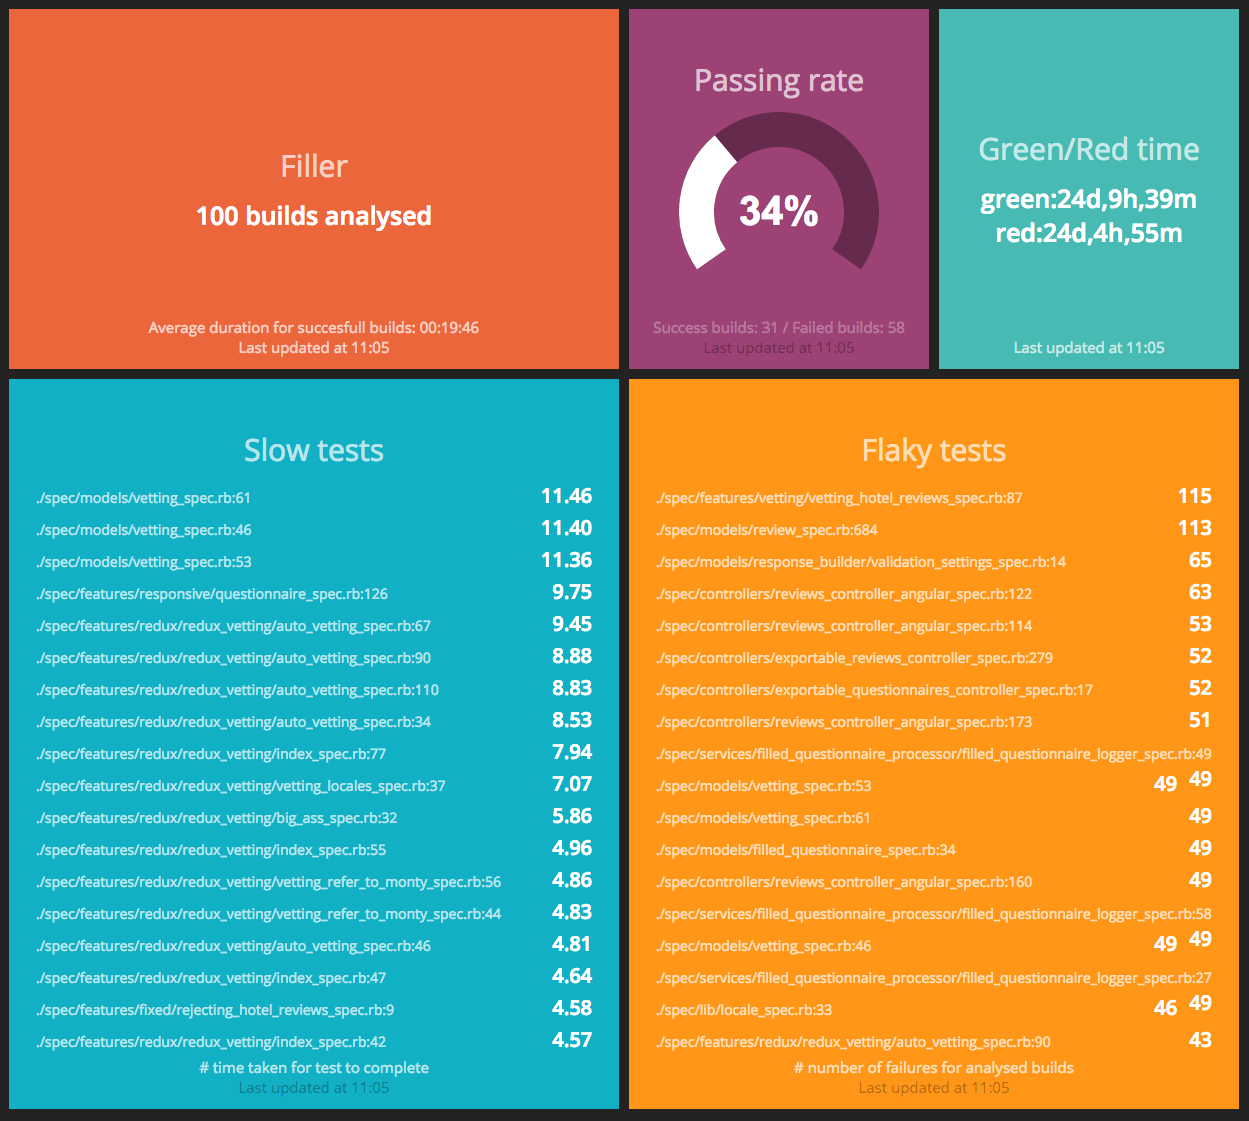 Filler
100 builds analysed
Average duration for succesfull builds: 00:19:46
Last updated at 11:05
Passing rate
34%
Success builds: 31 / Failed builds: 58
Last updated at 11:05
Green/Red time
green:24d,9h,39m
red:24d,4h,55m
Last updated at 11:05
Slow tests
./spec/models/vetting_spec.rb:61 11.46
./spec/models/vetting_spec.rb:46 11.40
./spec/models/vetting_spec.rb:53 11.36
./spec/features/responsive/questionnaire_spec.rb:126 9.75
./spec/features/redux/redux_vetting/auto_vetting_spec.rb:67 9.45
./spec/features/redux/redux_vetting/auto_vetting_spec.rb:90 8.88
./spec/features/redux/redux_vetting/auto_vetting_spec.rb:110 8.83
./spec/features/redux/redux_vetting/auto_vetting_spec.rb:34 8.53
./spec/features/redux/redux_vetting/index_spec.rb:77 7.94
./spec/features/redux/redux_vetting/vetting_locales_spec.rb:37 7.07
./spec/features/redux/redux_vetting/big_ass_spec.rb:32 5.86
./spec/features/redux/redux_vetting/index_spec.rb:55 4.96
./spec/features/redux/redux_vetting/vetting_refer_to_monty_spec.rb:56 4.86
./spec/features/redux/redux_vetting/vetting_refer_to_monty_spec.rb:44 4.83
./spec/features/redux/redux_vetting/auto_vetting_spec.rb:46 4.81
./spec/features/redux/redux_vetting/index_spec.rb:47 4.64
./spec/features/fixed/rejecting_hotel_reviews_spec.rb:9 4.58
./spec/features/redux/redux_vetting/index_spec.rb:42 4.57
# time taken for test to complete
Last updated at 11:05
Flaky tests
./spec/features/vetting/vetting_hotel_reviews_spec.rb:87 115
./spec/models/review_spec.rb:684 113
./spec/models/response_builder/validation_settings_spec.rb:14 65
./spec/controllers/reviews_controller_angular_spec.rb:122 63
./spec/controllers/reviews_controller_angular_spec.rb:114 53
./spec/controllers/exportable_reviews_controller_spec.rb:279 52
./spec/controllers/exportable_questionnaires_controller_spec.rb:17 52
./spec/controllers/reviews_controller_angular_spec.rb:173 51
./spec/services/filled_questionnaire_processor/filled_questionnaire_logger_spec.rb:49
./spec/models/vetting_spec.rb:53 49 49
./spec/models/vetting_spec.rb:61 49
./spec/models/filled_questionnaire_spec.rb:34 49
./spec/controllers/reviews_controller_angular_spec.rb:160 49
./spec/services/filled_questionnaire_processor/filled_questionnaire_logger_spec.rb:58
./spec/models/vetting_spec.rb:46 49 49
./spec/services/filled_questionnaire_processor/filled_questionnaire_logger_spec.rb:27
./spec/lib/locale_spec.rb:33 46 49
./spec/features/redux/redux_vetting/auto_vetting_spec.rb:90 43
# number of failures for analysed builds
Last updated at 11:05